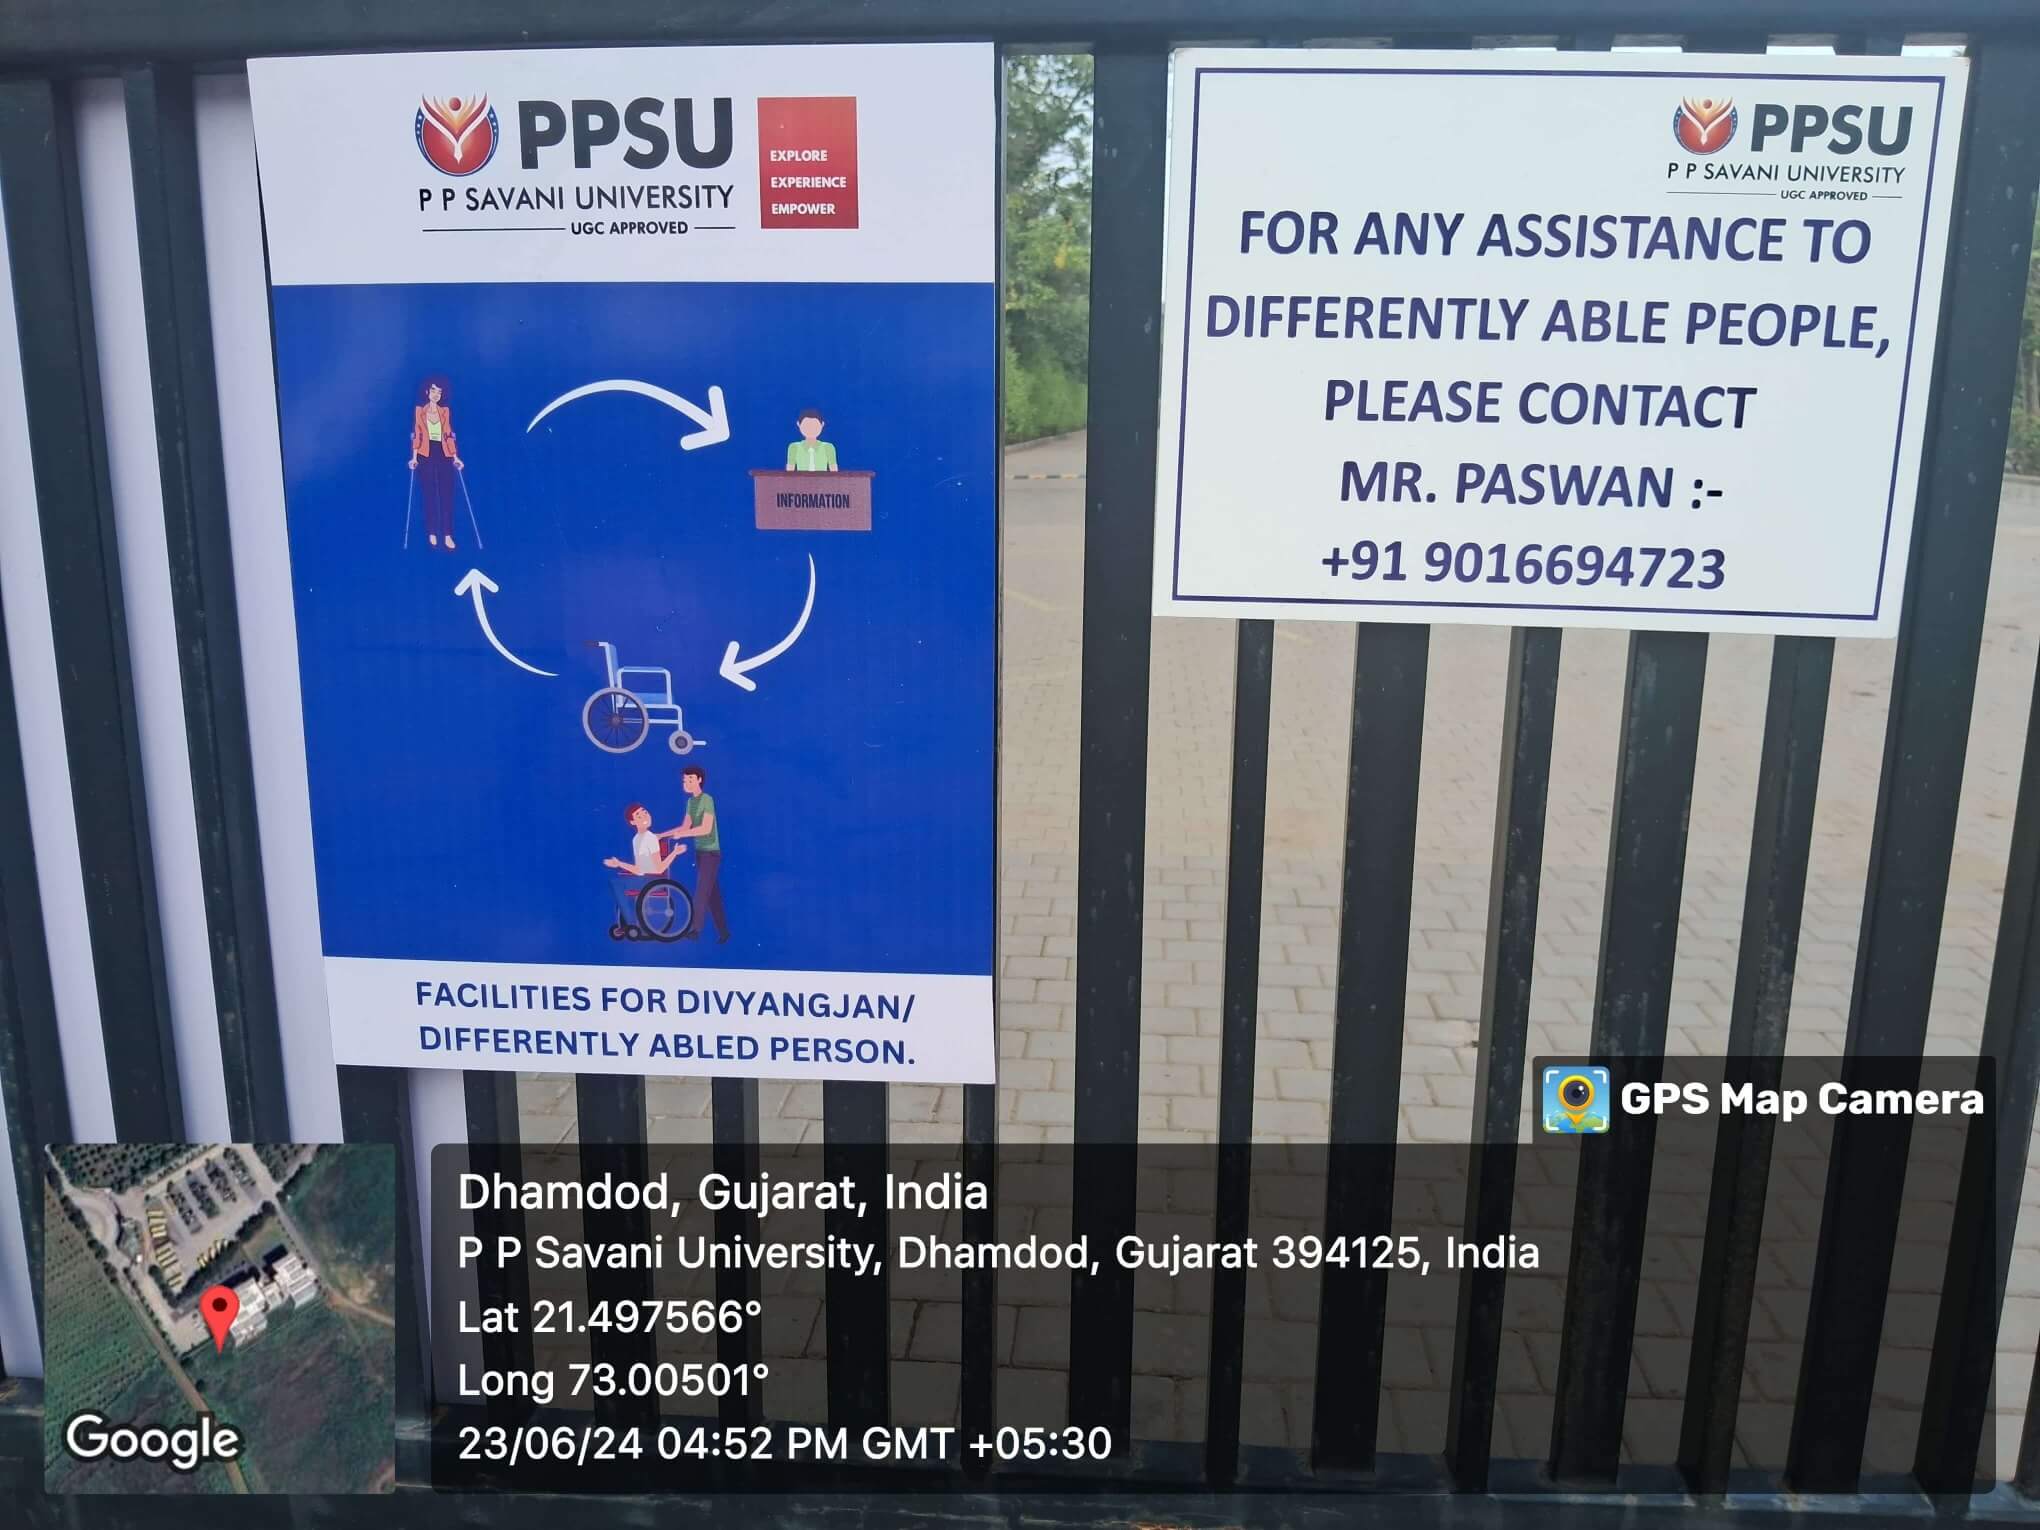 PPSU
P P SAVANI UNIVERSITY
UGC APPROVED
EXPLORE
EXPERIENCE
EMPOWER
INFORMATION
FACILITIES FOR DIVYANGJAN/
DIFFERENTLY ABLED PERSON.
PPSU
P P SAVANI UNIVERSITY
UGC APPROVED
FOR ANY ASSISTANCE TO
DIFFERENTLY ABLE PEOPLE,
PLEASE CONTACT
MR. PASWAN :-
+91 9016694723
GPS Map Camera
Google
Dhamdod, Gujarat, India
P P Savani University, Dhamdod, Gujarat 394125, India
Lat 21.497566°
Long 73.00501°
23/06/24 04:52 PM GMT +05:30